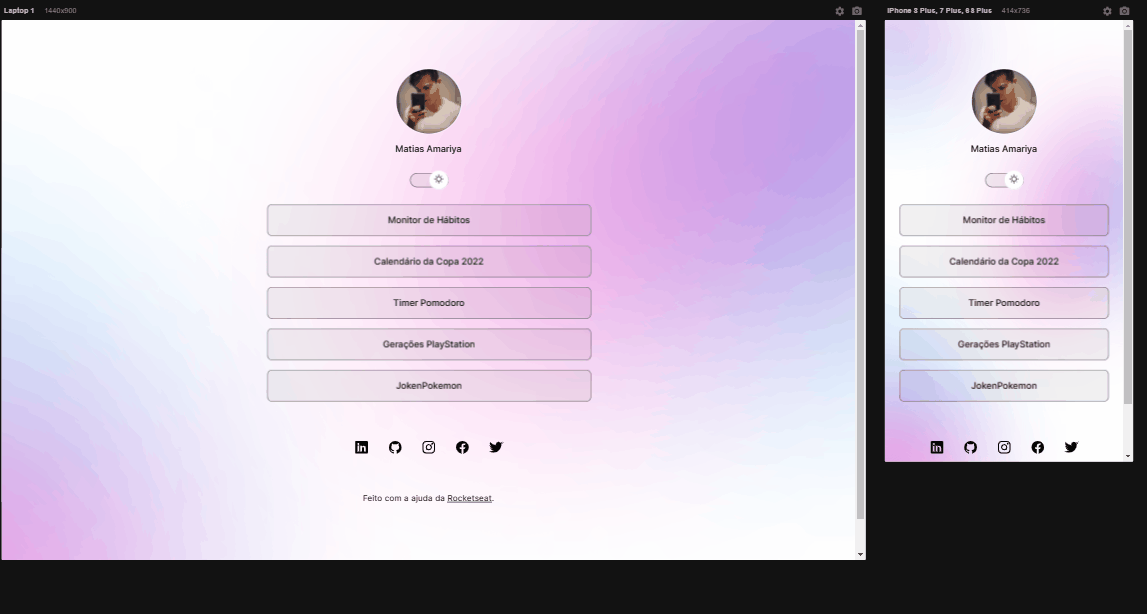 Laptop 1 1440x900
Matias Amariya
Monitor de Hábitos
Calendário da Copa 2022
Timer Pomodoro
Gerações PlayStation
JokenPokemon
Feito com a ajuda da Rocketseat.
iPhone 8 Plus, 7 Plus, 6S Plus 414x736
Matias Amariya
Monitor de Hábitos
Calendário da Copa 2022
Timer Pomodoro
Gerações PlayStation
JokenPokemon